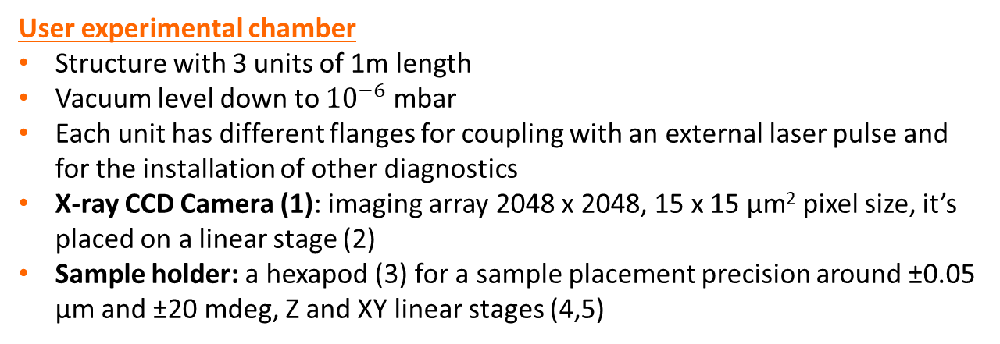 User experimental chamber
• Structure with 3 units of 1m length
• Vacuum level down to 10⁻⁶ mbar
• Each unit has different flanges for coupling with an external laser pulse and
for the installation of other diagnostics
• X-ray CCD Camera (1): imaging array 2048 x 2048, 15 x 15 µm² pixel size, it’s
placed on a linear stage (2)
• Sample holder: a hexapod (3) for a sample placement precision around ±0.05
µm and ±20 mdeg, Z and XY linear stages (4,5)